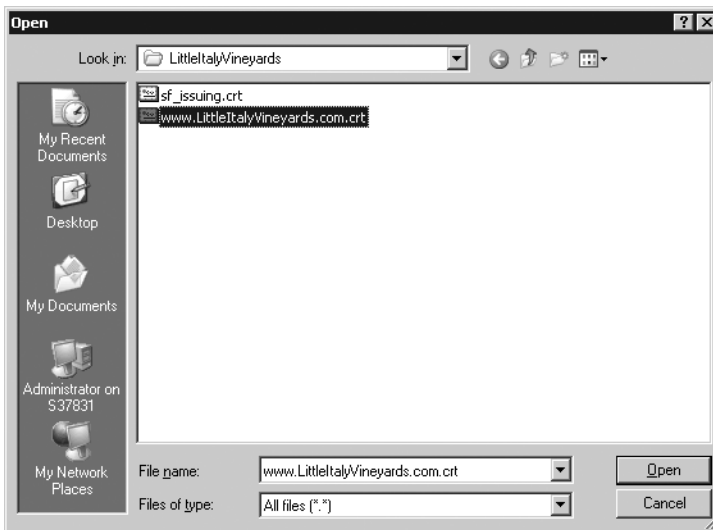 Open
? X
Look in:
LittleItalyVineyards
sf_issuing.crt
www.LittleItalyVineyards.com.crt
My Recent
Documents
Desktop
My Documents
Administrator on
S37831
My Network
Places
File name:
www.LittleItalyVineyards.com.crt
Open
Files of type:
All files (*.*)
Cancel